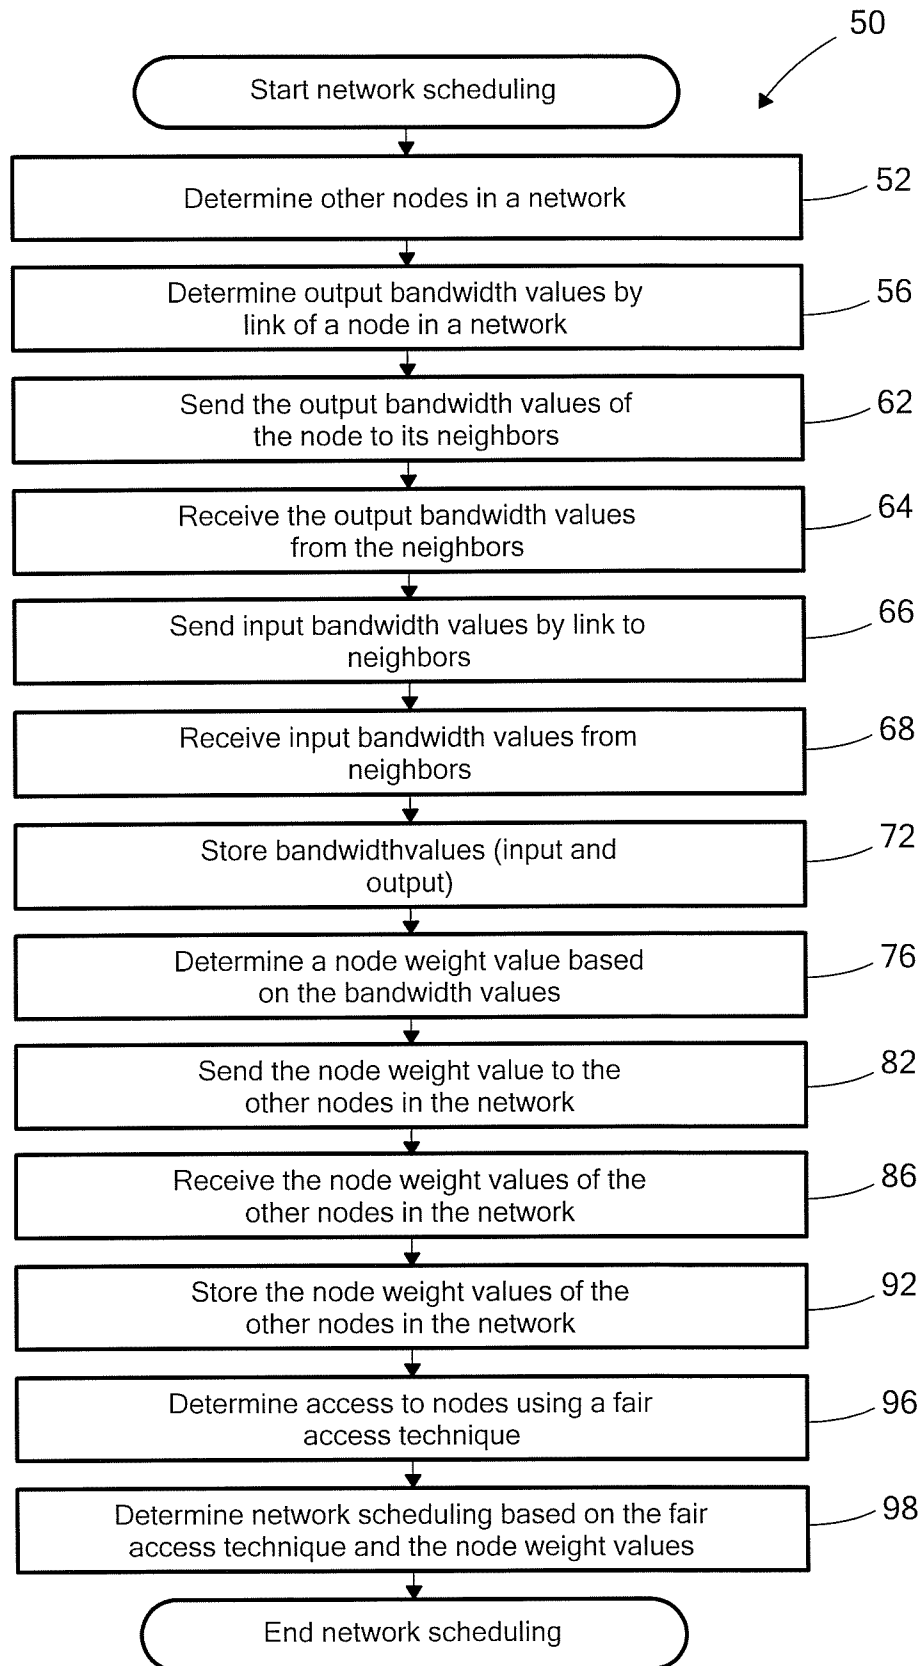 50
Start network scheduling
Determine other nodes in a network
52
Determine output bandwidth values by
link of a node in a network
56
Send the output bandwidth values of
the node to its neighbors
62
Receive the output bandwidth values
from the neighbors
64
Send input bandwidth values by link to
neighbors
66
Receive input bandwidth values from
neighbors
68
Store bandwidthvalues (input and
output)
72
Determine a node weight value based
on the bandwidth values
76
Send the node weight value to the
other nodes in the network
82
Receive the node weight values of the
other nodes in the network
86
Store the node weight values of the
other nodes in the network
92
Determine access to nodes using a fair
access technique
96
Determine network scheduling based on the fair
access technique and the node weight values
98
End network scheduling